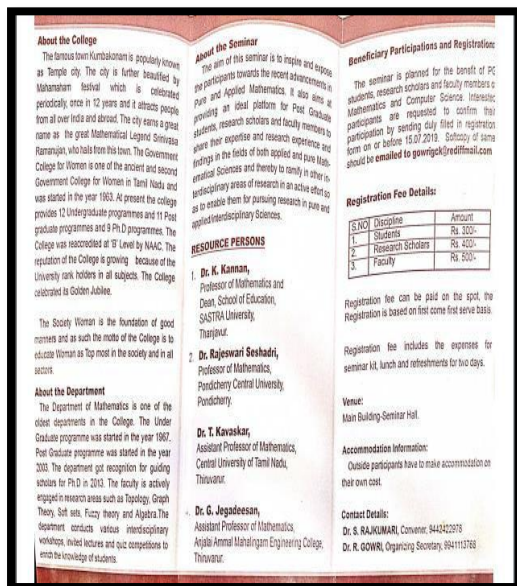 About the College
The famous town Kumbakonam is popularly known
as Temple city. The city is further beautified by
Mahamaham festival which is celebrated
periodically, once in 12 years and it attracts people
from all over India and abroad. The city earns a great
name as the great Mathematical Legend Srinivasa
Ramanujan, who hails from this town. The Government
College for Women is one of the ancient and second
Government College for Women in Tamil Nadu and
was started in the year 1963. At present the college
provides 12 Undergraduate programmes and 11 Post
graduate programmes and 9 Ph.D programmes. The
College was reaccredited at 'B' Level by NAAC. The
reputation of the College is growing because of the
University rank holders in all subjects. The College
celebrated its Golden Jubilee.
The Society Woman is the foundation of good
manners and as such the motto of the College is to
educate Woman as Top most in the society and in all
sectors.
About the Department
The Department of Mathematics is one of the
oldest departments in the College. The Under
Graduate programme was started in the year 1967.
Post Graduate programme was started in the year
2003. The department got recognition for guiding
scholars for Ph.D in 2013. The faculty is actively
engaged in research areas such as Topology, Graph
Theory, Soft sets, Fuzzy theory and Algebra.The
department conducts various interdisciplinary
workshops, invited lectures and quiz competitions to
enrich the knowledge of students.
About the Seminar
The aim of this seminar is to inspire and expose
the participants towards the recent advancements in
Pure and Applied Mathematics. It also aims at
providing an ideal platform for Post Graduate
students, research scholars and faculty members to
share their expertise and research experience and
findings in the fields of both applied and pure Math-
ematical Sciences and thereby to ramify in other in-
terdisciplinary areas of research in an active effort so
as to enable them for pursuing research in pure and
applied Interdisciplinary Sciences.
RESOURCE PERSONS
1. Dr. K. Kannan,
Professor of Mathematics and
Dean, School of Education,
SASTRA University,
Thanjavur.
2. Dr. Rajeswari Seshadri,
Professor of Mathematics,
Pondicherry Central University,
Pondicherry.
Dr. T. Kavaskar,
Assistant Professor of Mathematics,
Central University of Tamil Nadu,
Thiruvarur.
Dr. G. Jegadeesan,
Assistant Professor of Mathematics,
Anjalai Ammal Mahalingam Engineering College,
Thiruvarur.
Beneficiary Participations and Registration:
The seminar is planned for the benefit of PG
students, research scholars and faculty members o
Mathematics and Computer Science. Interested
participants are requested to confirm their
participation by sending duly filled in registration
form on or before 15.07.2019. Softcopy of same
should be emailed to gowrigck@rediffmail.com
Registration Fee Details:
S.NO Discipline Amount
1. Students Rs. 300/-
2. Research Scholars Rs. 400/-
3. Faculty Rs. 500/-
Registration fee can be paid on the spot, the
Registration is based on first come first serve basis.
Registration fee includes the expenses for
seminar kit, lunch and refreshments for two days.
Venue:
Main Building-Seminar Hall.
Accommodation Information:
Outside participants have to make accommodation on
their own cost.
Contact Details:
Dr. S. RAJKUMARI, Convener, 9442422978
Dr. R. GOWRI, Organizing Secretary, 9941113768